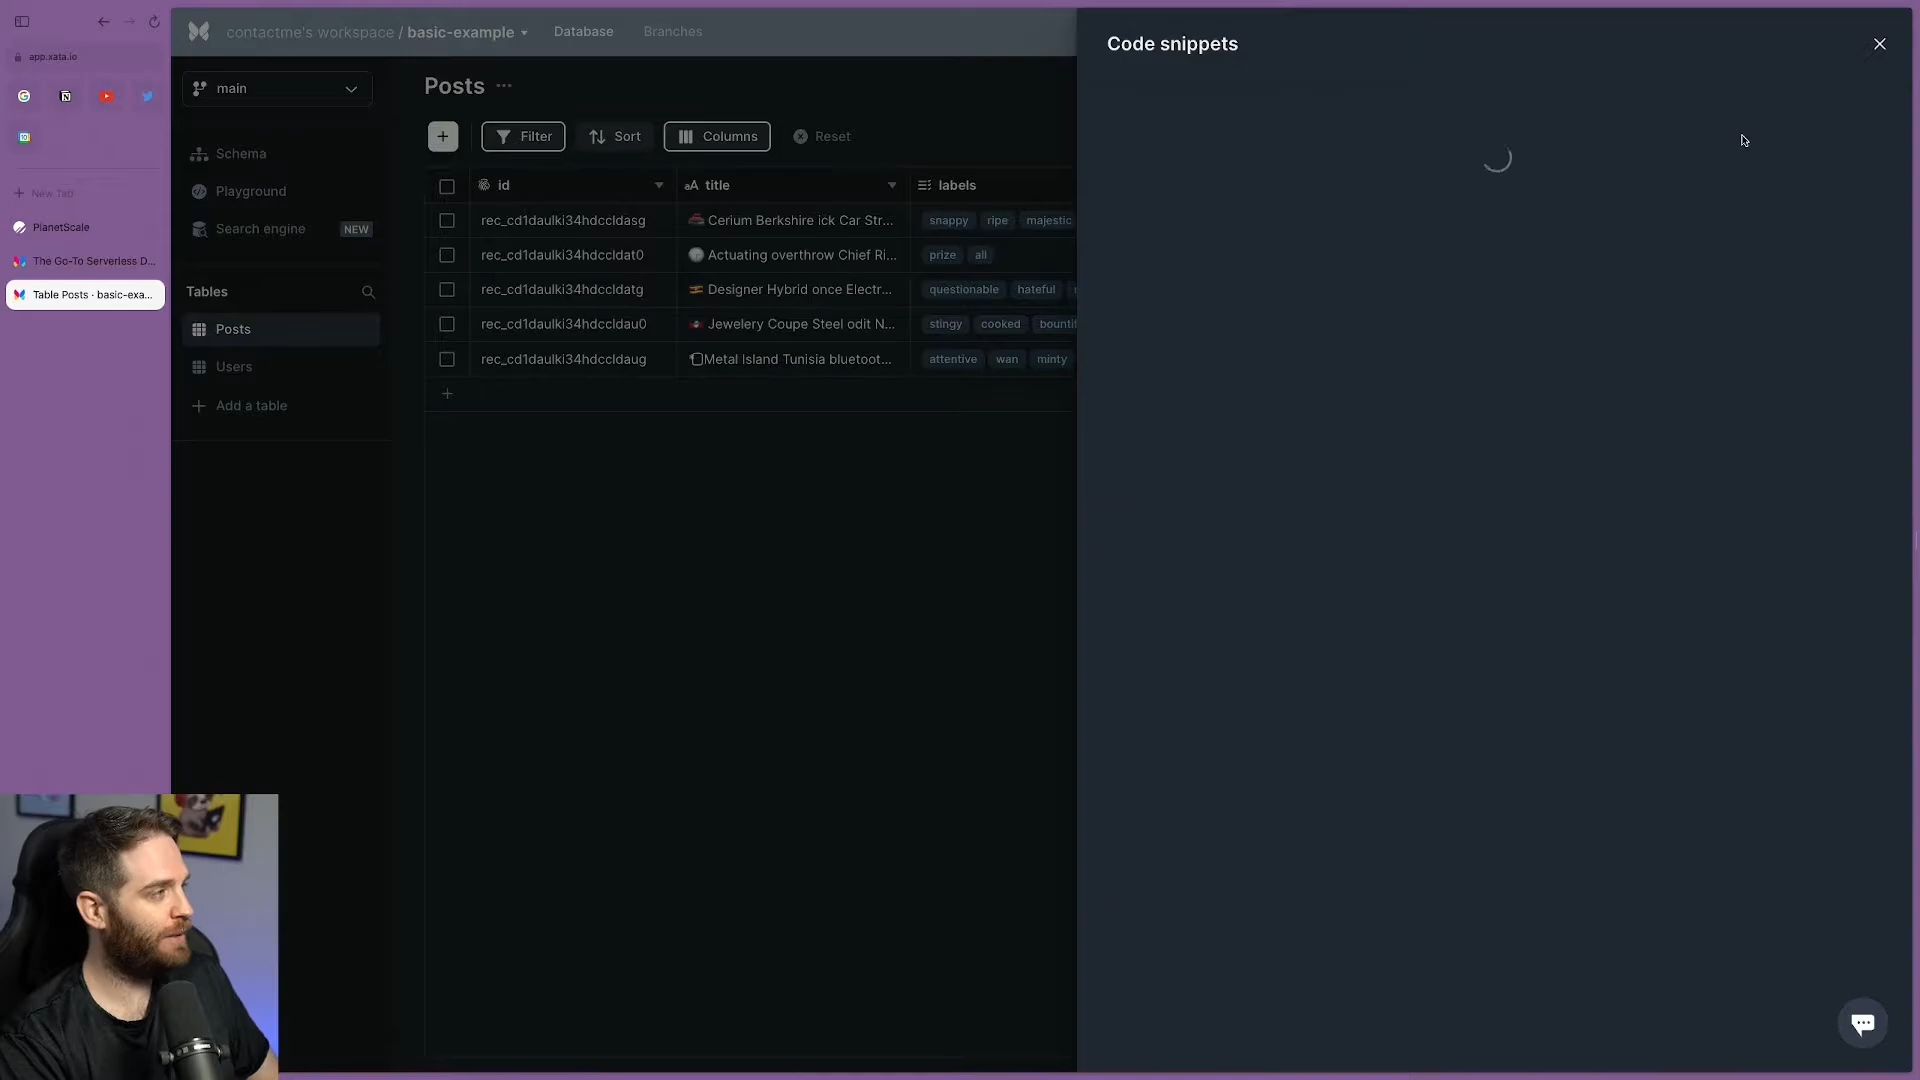 app.xata.io
New Tab
PlanetScale
The Go-To Serverless D...
Table Posts · basic-exa...
contactme's workspace / basic-example
Database
Branches
main
Schema
Playground
Search engine NEW
Tables
Posts
Users
Add a table
Posts ...
+ Filter Sort Columns Reset
id title labels
rec_cd1daulki34hdccldasg Cerium Berkshire ick Car Str... snappy ripe majestic
rec_cd1daulki34hdccldat0 Actuating overthrow Chief Ri... prize all
rec_cd1daulki34hdccldatg Designer Hybrid once Electr... questionable hateful
rec_cd1daulki34hdccldau0 Jewelery Coupe Steel odit N... stingy cooked bountif
rec_cd1daulki34hdccldaug Metal Island Tunisia bluetoot... attentive wan minty
+
Code snippets